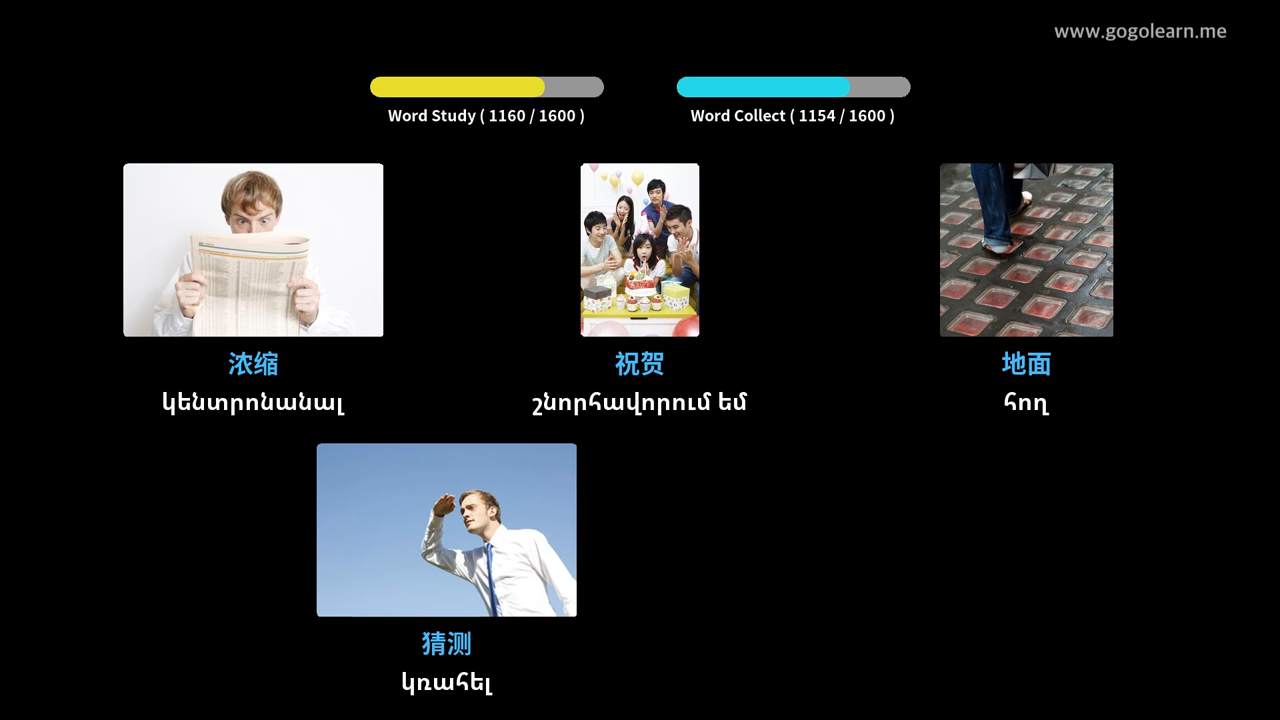 www.gogolearn.me
Word Study ( 1160 / 1600 )
Word Collect ( 1154 / 1600 )
浓缩
կենտրոնանալ
祝贺
շնորհավորում եմ
地面
հող
猜测
կռահել